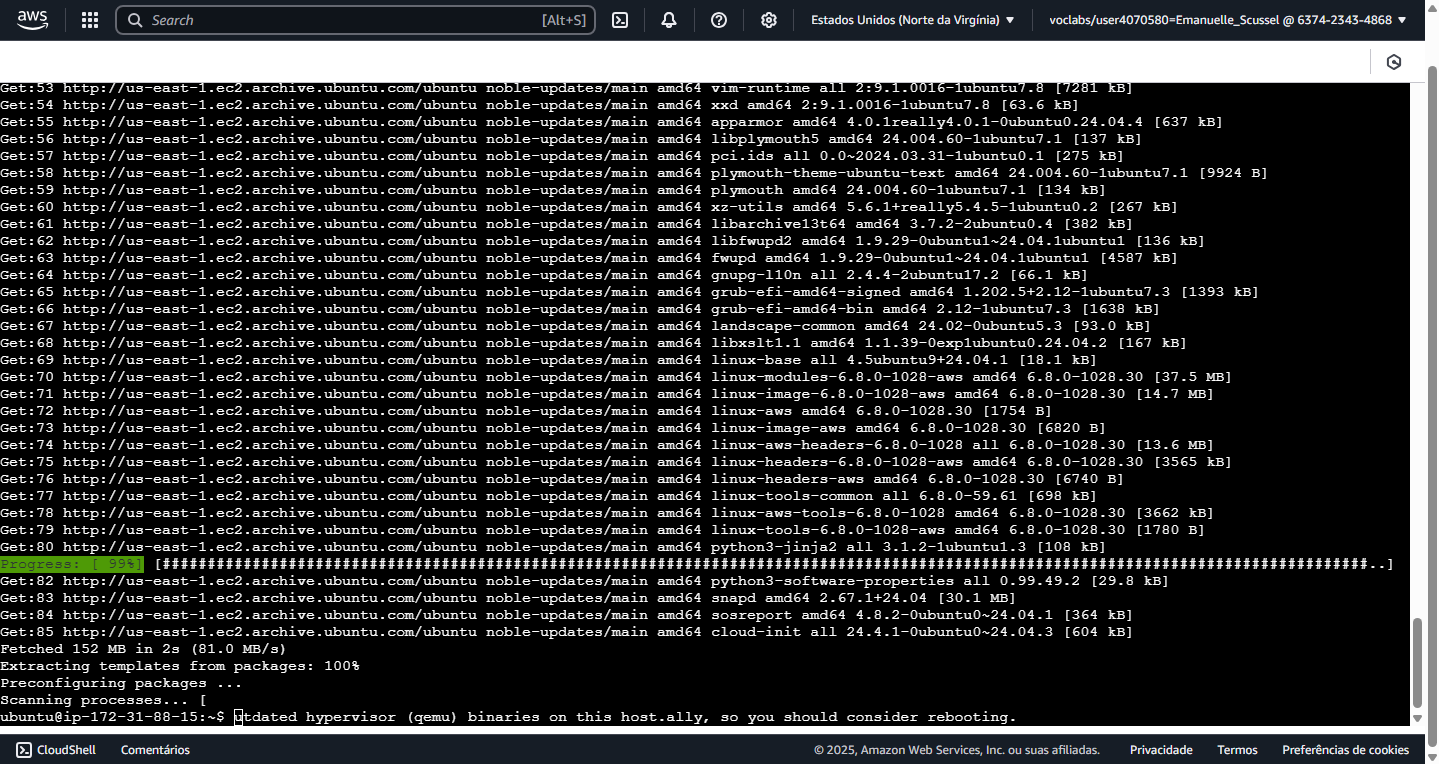 aws
Search [Alt+S]
Estados Unidos (Norte da Virgínia) ▼
voclabs/user4070580=Emanuelle_Scussel @ 6374-2343-4868 ▼
Get:53 http://us-east-1.ec2.archive.ubuntu.com/ubuntu noble-updates/main amd64 vim-runtime all 2:9.1.0016-1ubuntu7.8 [7281 kB]
Get:54 http://us-east-1.ec2.archive.ubuntu.com/ubuntu noble-updates/main amd64 xxd amd64 2:9.1.0016-1ubuntu7.8 [63.6 kB]
Get:55 http://us-east-1.ec2.archive.ubuntu.com/ubuntu noble-updates/main amd64 apparmor amd64 4.0.1really4.0.1-0ubuntu0.24.04.4 [637 kB]
Get:56 http://us-east-1.ec2.archive.ubuntu.com/ubuntu noble-updates/main amd64 libplymouth5 amd64 24.004.60-1ubuntu7.1 [137 kB]
Get:57 http://us-east-1.ec2.archive.ubuntu.com/ubuntu noble-updates/main amd64 pci.ids all 0.0~2024.03.31-1ubuntu0.1 [275 kB]
Get:58 http://us-east-1.ec2.archive.ubuntu.com/ubuntu noble-updates/main amd64 plymouth-theme-ubuntu-text amd64 24.004.60-1ubuntu7.1 [9924 B]
Get:59 http://us-east-1.ec2.archive.ubuntu.com/ubuntu noble-updates/main amd64 plymouth amd64 24.004.60-1ubuntu7.1 [134 kB]
Get:60 http://us-east-1.ec2.archive.ubuntu.com/ubuntu noble-updates/main amd64 xz-utils amd64 5.6.1+really5.4.5-1ubuntu0.2 [267 kB]
Get:61 http://us-east-1.ec2.archive.ubuntu.com/ubuntu noble-updates/main amd64 libarchive13t64 amd64 3.7.2-2ubuntu0.4 [382 kB]
Get:62 http://us-east-1.ec2.archive.ubuntu.com/ubuntu noble-updates/main amd64 libfwupd2 amd64 1.9.29-0ubuntu1~24.04.1ubuntu1 [136 kB]
Get:63 http://us-east-1.ec2.archive.ubuntu.com/ubuntu noble-updates/main amd64 fwupd amd64 1.9.29-0ubuntu1~24.04.1ubuntu1 [4587 kB]
Get:64 http://us-east-1.ec2.archive.ubuntu.com/ubuntu noble-updates/main amd64 gnupg-l10n all 2.4.4-2ubuntu17.2 [66.1 kB]
Get:65 http://us-east-1.ec2.archive.ubuntu.com/ubuntu noble-updates/main amd64 grub-efi-amd64-signed amd64 1.202.5+2.12-1ubuntu7.3 [1393 kB]
Get:66 http://us-east-1.ec2.archive.ubuntu.com/ubuntu noble-updates/main amd64 grub-efi-amd64-bin amd64 2.12-1ubuntu7.3 [1638 kB]
Get:67 http://us-east-1.ec2.archive.ubuntu.com/ubuntu noble-updates/main amd64 landscape-common amd64 24.02-0ubuntu5.3 [93.0 kB]
Get:68 http://us-east-1.ec2.archive.ubuntu.com/ubuntu noble-updates/main amd64 libxslt1.1 amd64 1.1.39-0exp1ubuntu0.24.04.2 [167 kB]
Get:69 http://us-east-1.ec2.archive.ubuntu.com/ubuntu noble-updates/main amd64 linux-base all 4.5ubuntu9+24.04.1 [18.1 kB]
Get:70 http://us-east-1.ec2.archive.ubuntu.com/ubuntu noble-updates/main amd64 linux-modules-6.8.0-1028-aws amd64 6.8.0-1028.30 [37.5 MB]
Get:71 http://us-east-1.ec2.archive.ubuntu.com/ubuntu noble-updates/main amd64 linux-image-6.8.0-1028-aws amd64 6.8.0-1028.30 [14.7 MB]
Get:72 http://us-east-1.ec2.archive.ubuntu.com/ubuntu noble-updates/main amd64 linux-aws amd64 6.8.0-1028.30 [1754 B]
Get:73 http://us-east-1.ec2.archive.ubuntu.com/ubuntu noble-updates/main amd64 linux-image-aws amd64 6.8.0-1028.30 [6820 B]
Get:74 http://us-east-1.ec2.archive.ubuntu.com/ubuntu noble-updates/main amd64 linux-aws-headers-6.8.0-1028 all 6.8.0-1028.30 [13.6 MB]
Get:75 http://us-east-1.ec2.archive.ubuntu.com/ubuntu noble-updates/main amd64 linux-headers-6.8.0-1028-aws amd64 6.8.0-1028.30 [3565 kB]
Get:76 http://us-east-1.ec2.archive.ubuntu.com/ubuntu noble-updates/main amd64 linux-headers-aws amd64 6.8.0-1028.30 [6740 B]
Get:77 http://us-east-1.ec2.archive.ubuntu.com/ubuntu noble-updates/main amd64 linux-tools-common all 6.8.0-59.61 [698 kB]
Get:78 http://us-east-1.ec2.archive.ubuntu.com/ubuntu noble-updates/main amd64 linux-aws-tools-6.8.0-1028 amd64 6.8.0-1028.30 [3662 kB]
Get:79 http://us-east-1.ec2.archive.ubuntu.com/ubuntu noble-updates/main amd64 linux-tools-6.8.0-1028-aws amd64 6.8.0-1028.30 [1780 B]
Get:80 http://us-east-1.ec2.archive.ubuntu.com/ubuntu noble-updates/main amd64 python3-jinja2 all 3.1.2-1ubuntu1.3 [108 kB]
Progress: [ 99%] [######################################################################################################################################..]
Get:82 http://us-east-1.ec2.archive.ubuntu.com/ubuntu noble-updates/main amd64 python3-software-properties all 0.99.49.2 [29.8 kB]
Get:83 http://us-east-1.ec2.archive.ubuntu.com/ubuntu noble-updates/main amd64 snapd amd64 2.67.1+24.04 [30.1 MB]
Get:84 http://us-east-1.ec2.archive.ubuntu.com/ubuntu noble-updates/main amd64 sosreport amd64 4.8.2-0ubuntu0~24.04.1 [364 kB]
Get:85 http://us-east-1.ec2.archive.ubuntu.com/ubuntu noble-updates/main amd64 cloud-init all 24.4.1-0ubuntu0~24.04.3 [604 kB]
Fetched 152 MB in 2s (81.0 MB/s)
Extracting templates from packages: 100%
Preconfiguring packages ...
Scanning processes... [
ubuntu@ip-172-31-88-15:~$ utdated hypervisor (qemu) binaries on this host.ally, so you should consider rebooting.
CloudShell Comentários © 2025, Amazon Web Services, Inc. ou suas afiliadas. Privacidade Termos Preferências de cookies